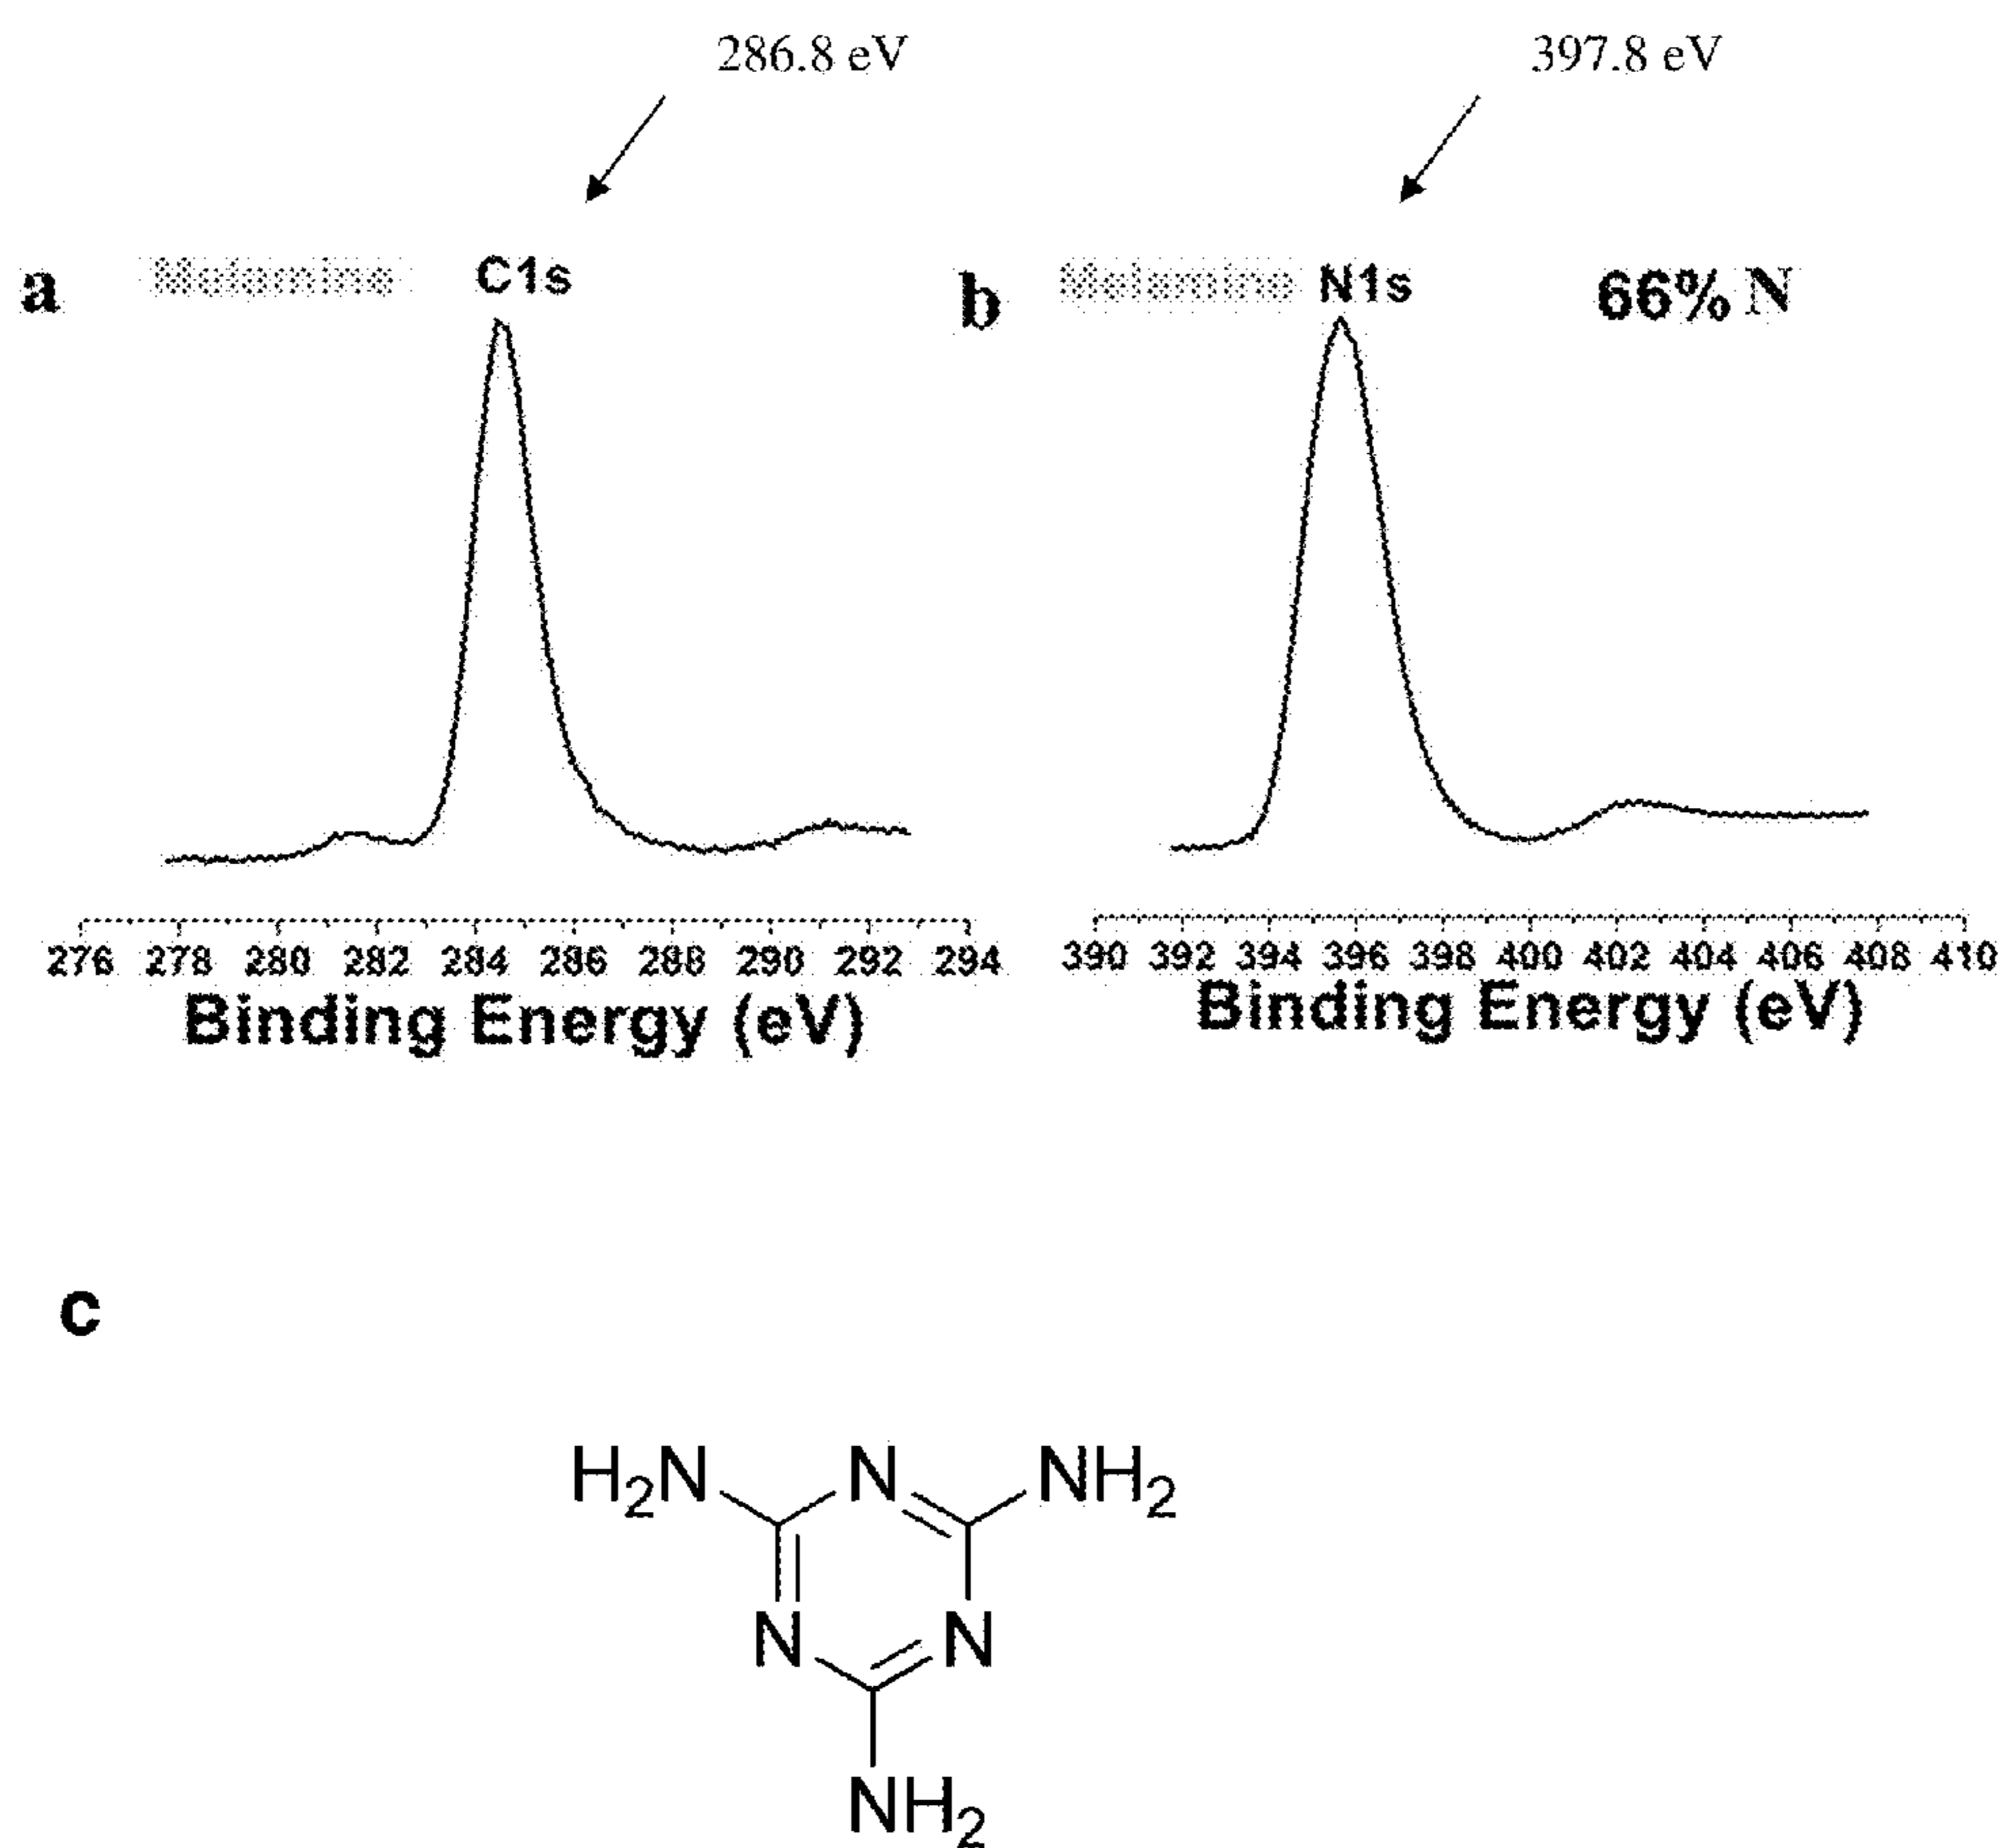 286.8 eV
397.8 eV
a Melamine C1s
b Melamine N1s 66% N
276 278 280 282 284 286 288 290 292 294
Binding Energy (eV)
390 392 394 396 398 400 402 404 406 408 410
Binding Energy (eV)
c
H2N N NH2
N N
NH2